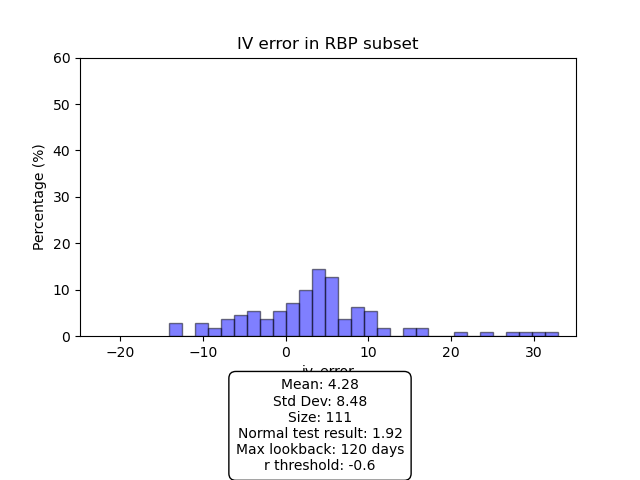 IV error in RBP subset
60
50
40
30
20
10
0
Percentage (%)
−20 −10 0 10 20 30
iv_error
Mean: 4.28
Std Dev: 8.48
Size: 111
Normal test result: 1.92
Max lookback: 120 days
r threshold: -0.6